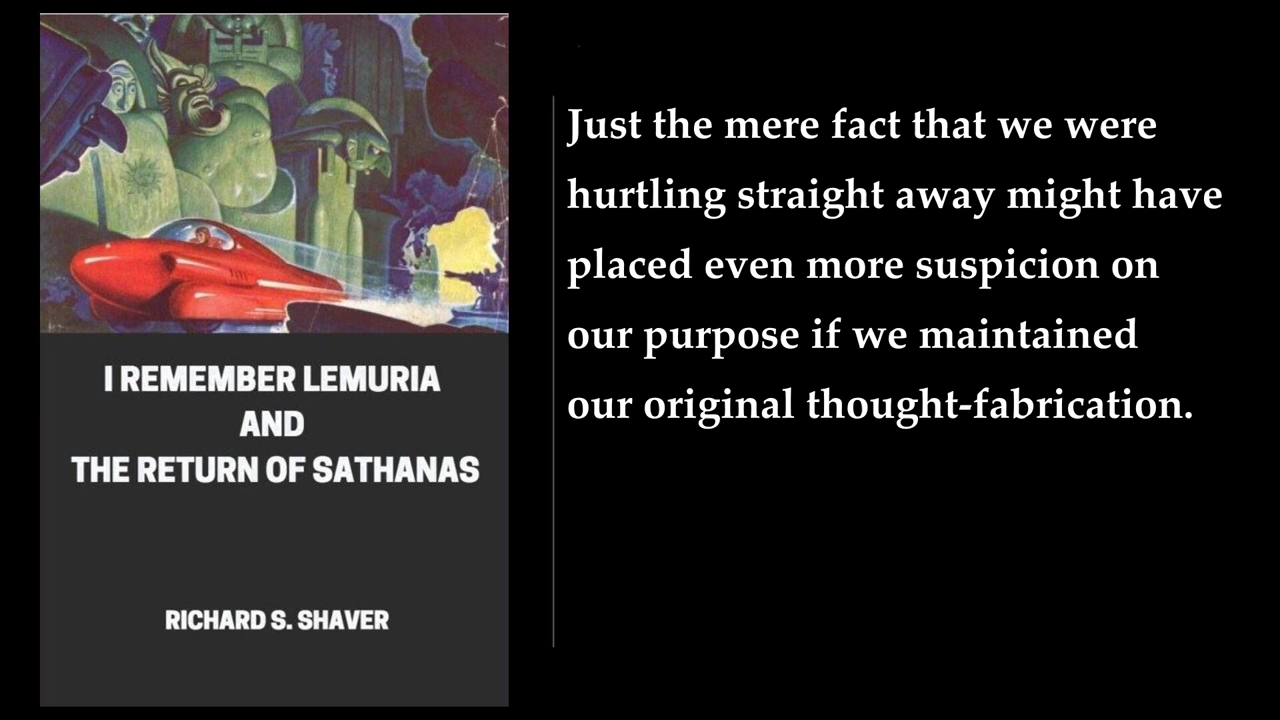 I REMEMBER LEMURIA
AND
THE RETURN OF SATHANAS
RICHARD S. SHAVER
Just the mere fact that we were
hurtling straight away might have
placed even more suspicion on
our purpose if we maintained
our original thought-fabrication.